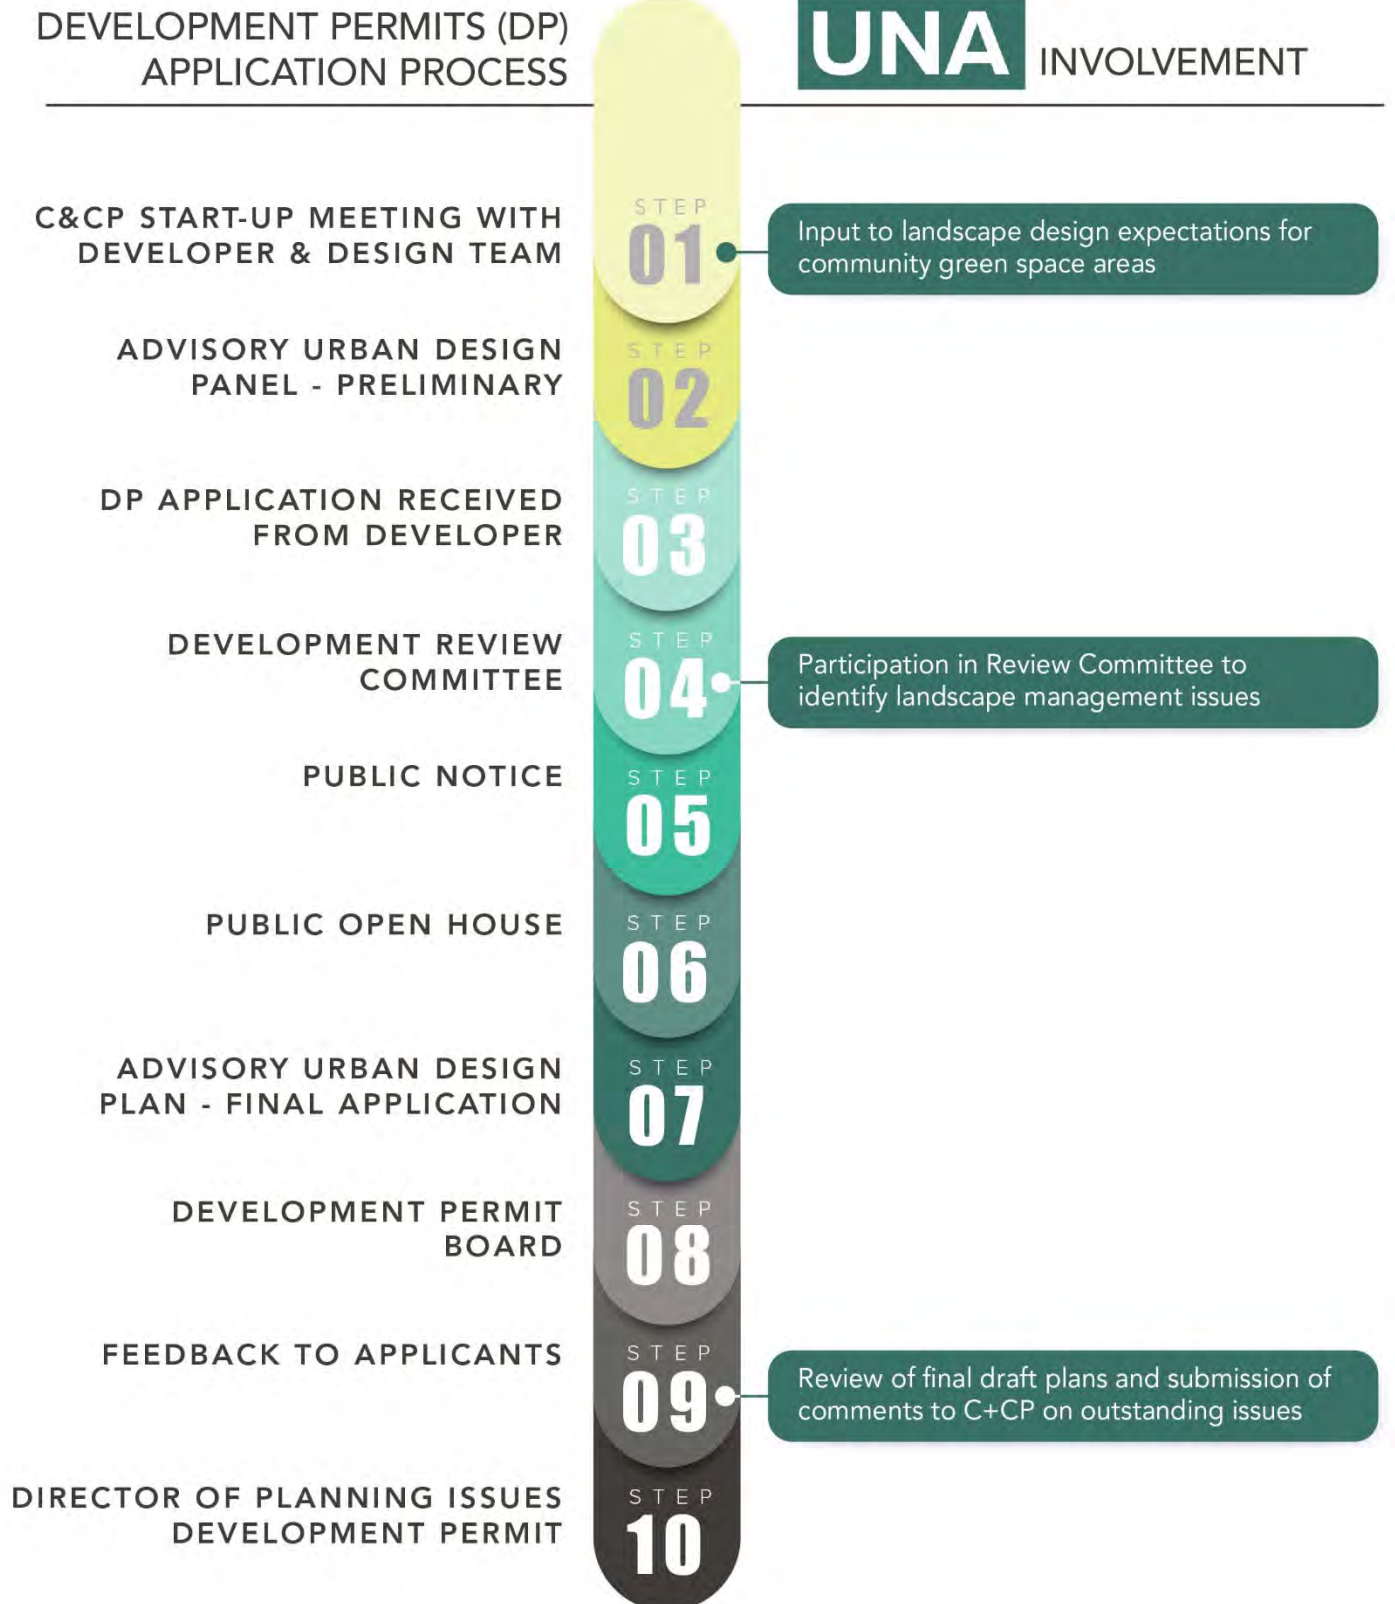 DEVELOPMENT PERMITS (DP)
APPLICATION PROCESS
UNA INVOLVEMENT
C&CP START-UP MEETING WITH
DEVELOPER & DESIGN TEAM
STEP
01
Input to landscape design expectations for
community green space areas
ADVISORY URBAN DESIGN
PANEL - PRELIMINARY
STEP
02
DP APPLICATION RECEIVED
FROM DEVELOPER
STEP
03
DEVELOPMENT REVIEW
COMMITTEE
STEP
04
Participation in Review Committee to
identify landscape management issues
PUBLIC NOTICE
STEP
05
PUBLIC OPEN HOUSE
STEP
06
ADVISORY URBAN DESIGN
PLAN - FINAL APPLICATION
STEP
07
DEVELOPMENT PERMIT
BOARD
STEP
08
FEEDBACK TO APPLICANTS
STEP
09
Review of final draft plans and submission of
comments to C+CP on outstanding issues
DIRECTOR OF PLANNING ISSUES
DEVELOPMENT PERMIT
STEP
10